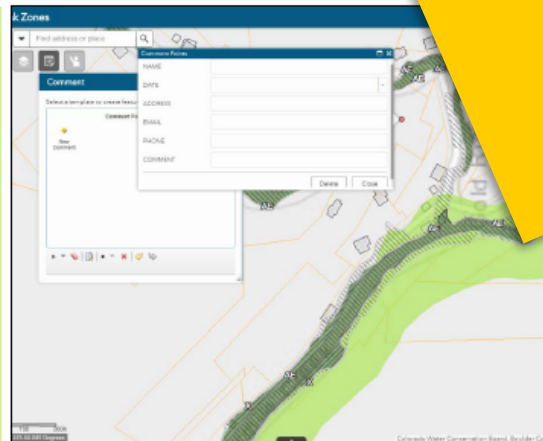 k Zones
Find address or place
Comment Points
NAME
DATE
ADDRESS
EMAIL
PHONE
COMMENT
Delete
Close
Comment
Select a template to create
New
Comment
AE
AE
AE
AE
AE
AE
X
Colorado Water Conservation Board, Boulder